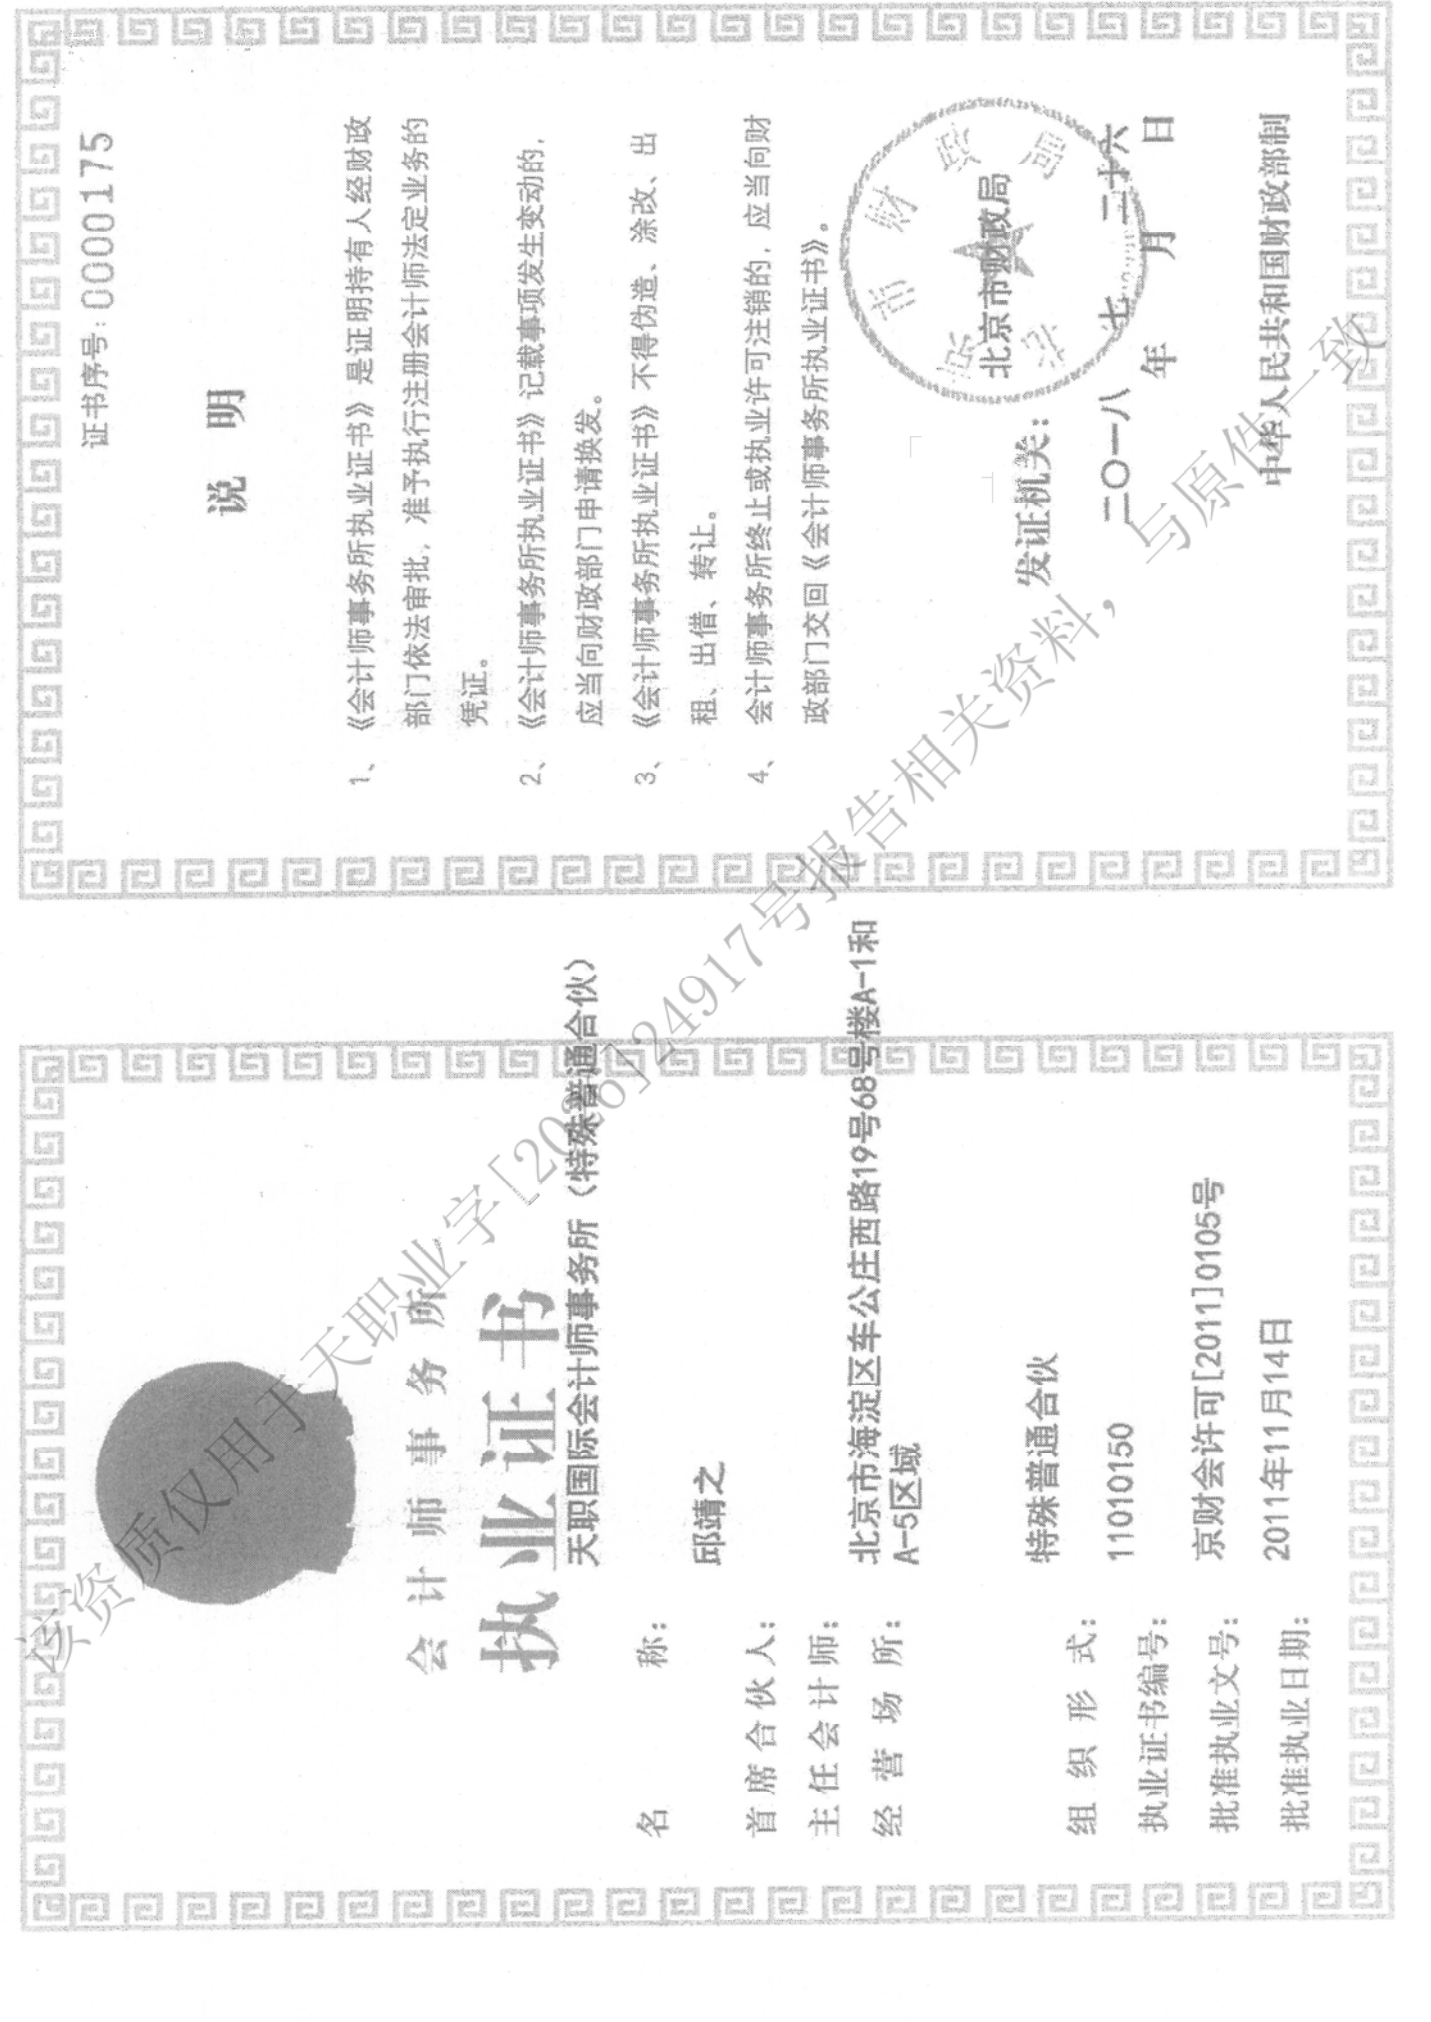 会计师事务所
执业证书
名称：
天职国际会计师事务所（特殊普通合伙）
首席合伙人：
邱靖之
主任会计师：
经营场所：
北京市海淀区车公庄西路19号68号楼A-1和
A-5区域
组织形式：
特殊普通合伙
执业证书编号：
11010150
批准执业文号：
京财会许可[2011]0105号
批准执业日期：
2011年11月14日
证书序号：0000175
说明
1、《会计师事务所执业证书》是证明持有人经财政
部门依法审批，准予执行注册会计师法定业务的
凭证。
2、《会计师事务所执业证书》记载事项发生变动的，
应当向财政部门申请换发。
3、《会计师事务所执业证书》不得伪造、涂改、出
租、出借、转让。
4、会计师事务所终止或执业许可注销的，应当向财
政部门交回《会计师事务所执业证书》。
发证机关：
北京市财政局
北京市财政局
二〇一八年七月二十六日
中华人民共和国财政部制
该资质仅用于天职业字[2026]24917号报告相关资料，与原件一致